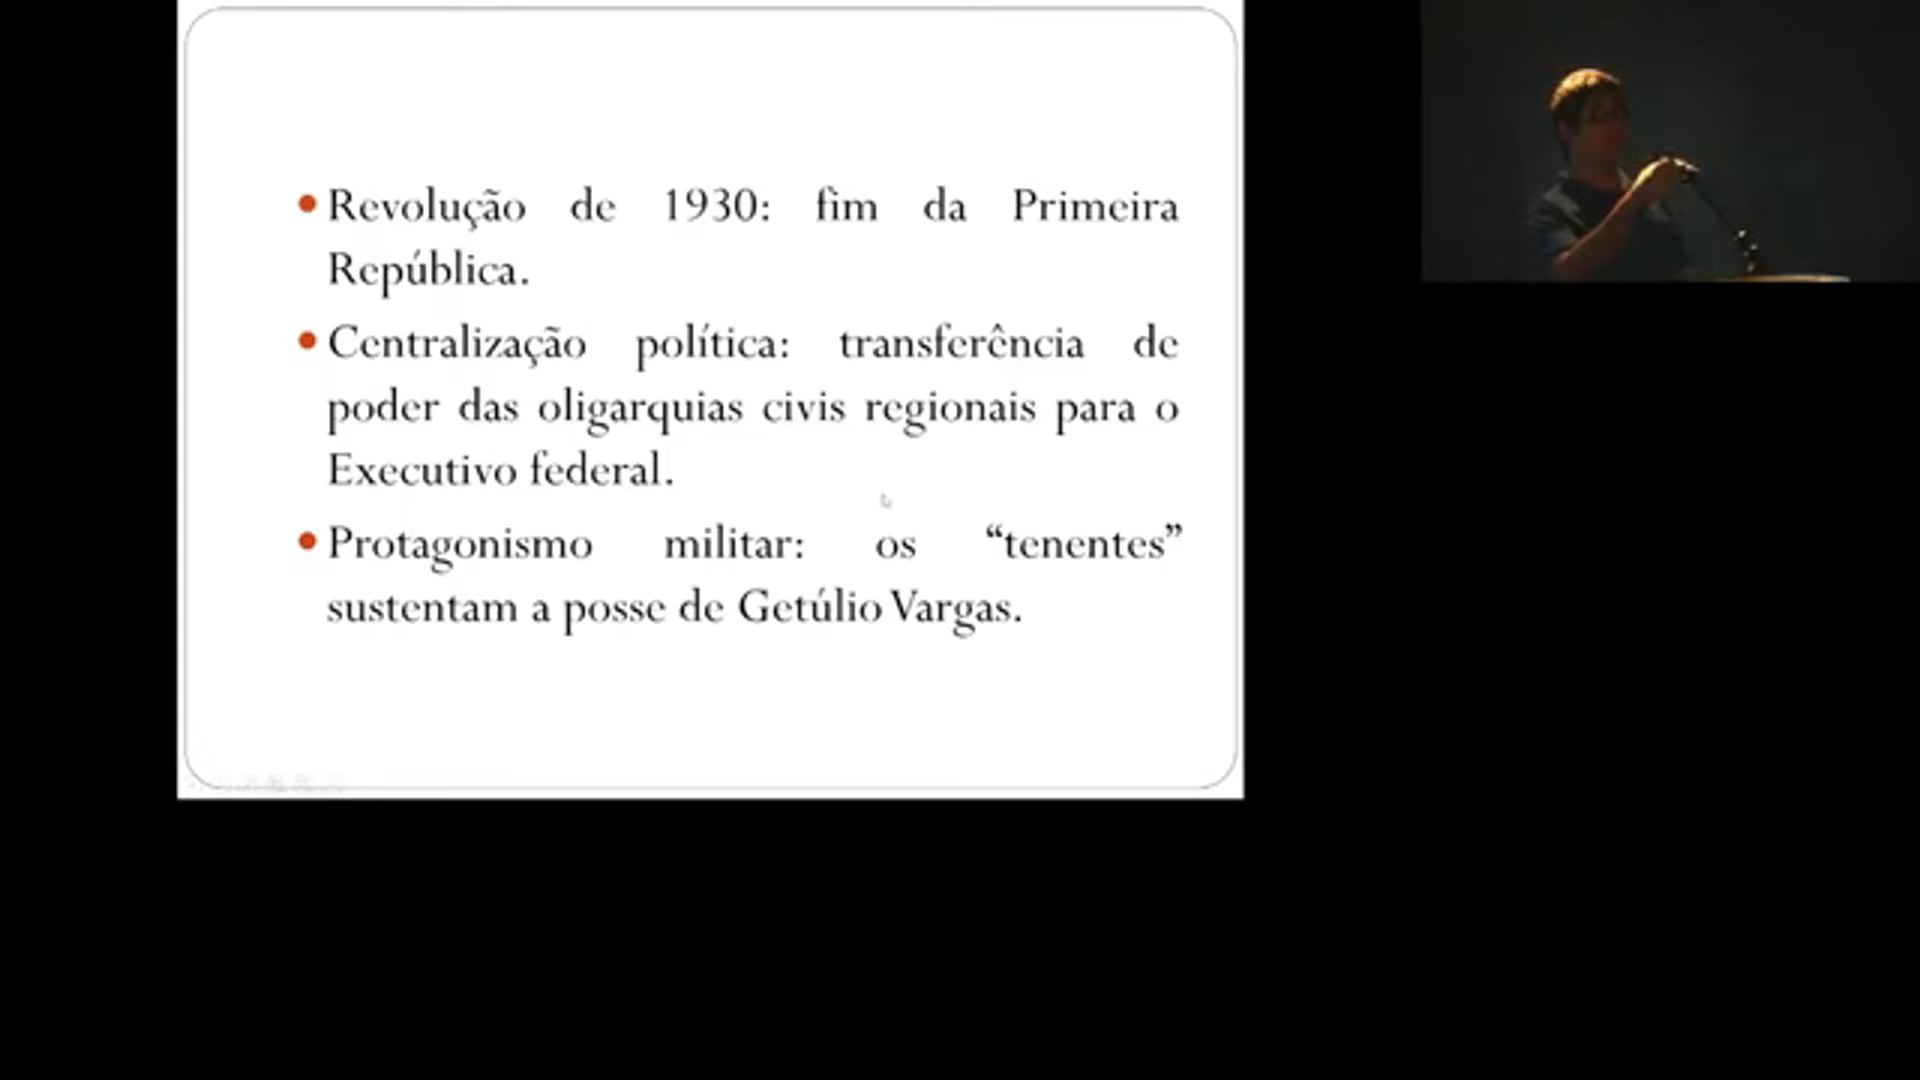 • Revolução de 1930: fim da Primeira
República.
• Centralização política: transferência de
poder das oligarquias civis regionais para o
Executivo federal.
• Protagonismo militar: os “tenentes”
sustentam a posse de Getúlio Vargas.